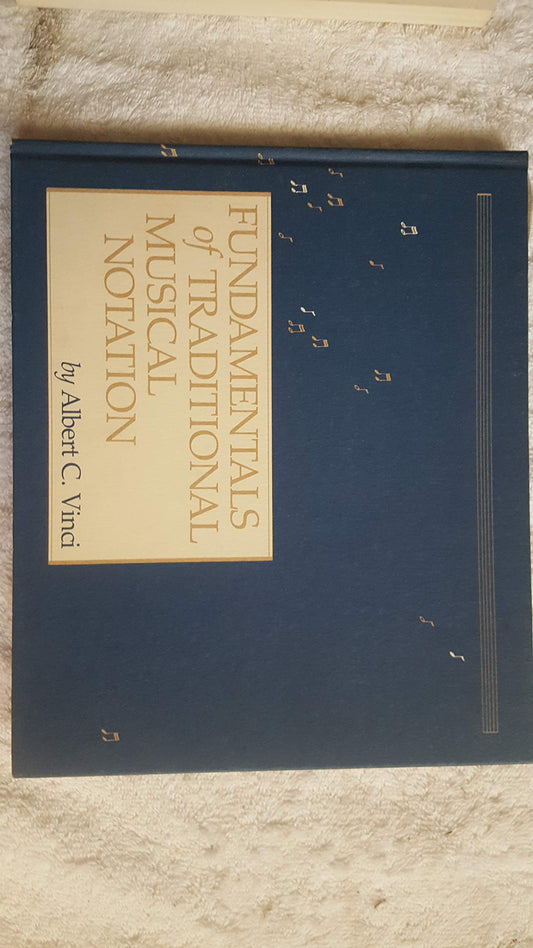 FUNDAMENTALS
of TRADITIONAL
MUSICAL
NOTATION
by Albert C. Vinci